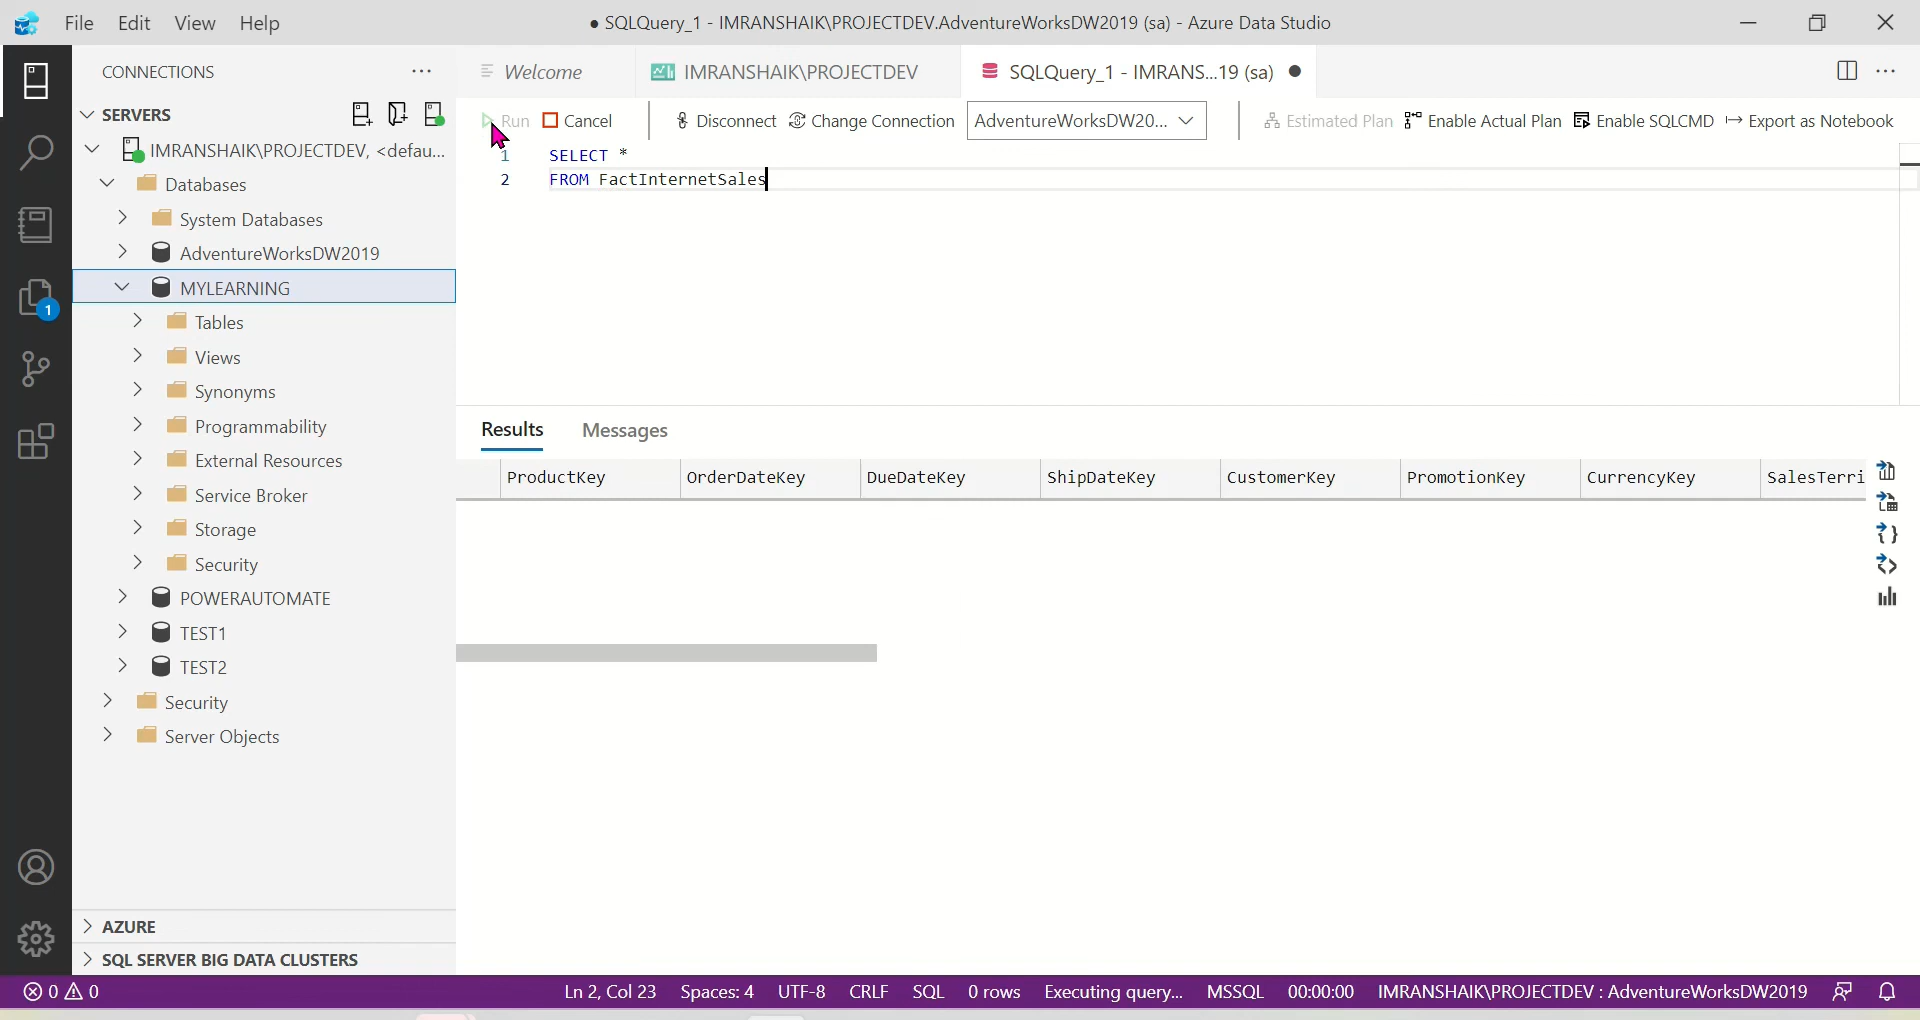 File Edit View Help
● SQLQuery_1 - IMRANSHAIK\PROJECTDEV.AdventureWorksDW2019 (sa) - Azure Data Studio
CONNECTIONS
Welcome
IMRANSHAIK\PROJECTDEV
SQLQuery_1 - IMRANS...19 (sa)
SERVERS
Run
Cancel
Disconnect
Change Connection
AdventureWorksDW20...
Estimated Plan
Enable Actual Plan
Enable SQLCMD
Export as Notebook
IMRANSHAIK\PROJECTDEV, <defau...
Databases
System Databases
AdventureWorksDW2019
MYLEARNING
Tables
Views
Synonyms
Programmability
External Resources
Service Broker
Storage
Security
POWERAUTOMATE
TEST1
TEST2
Security
Server Objects
AZURE
SQL SERVER BIG DATA CLUSTERS
1
1 SELECT *
2 FROM FactInternetSales
Results Messages
ProductKey OrderDateKey DueDateKey ShipDateKey CustomerKey PromotionKey CurrencyKey SalesTerri
0 0
Ln 2, Col 23 Spaces: 4 UTF-8 CRLF SQL 0 rows Executing query... MSSQL 00:00:00 IMRANSHAIK\PROJECTDEV : AdventureWorksDW2019